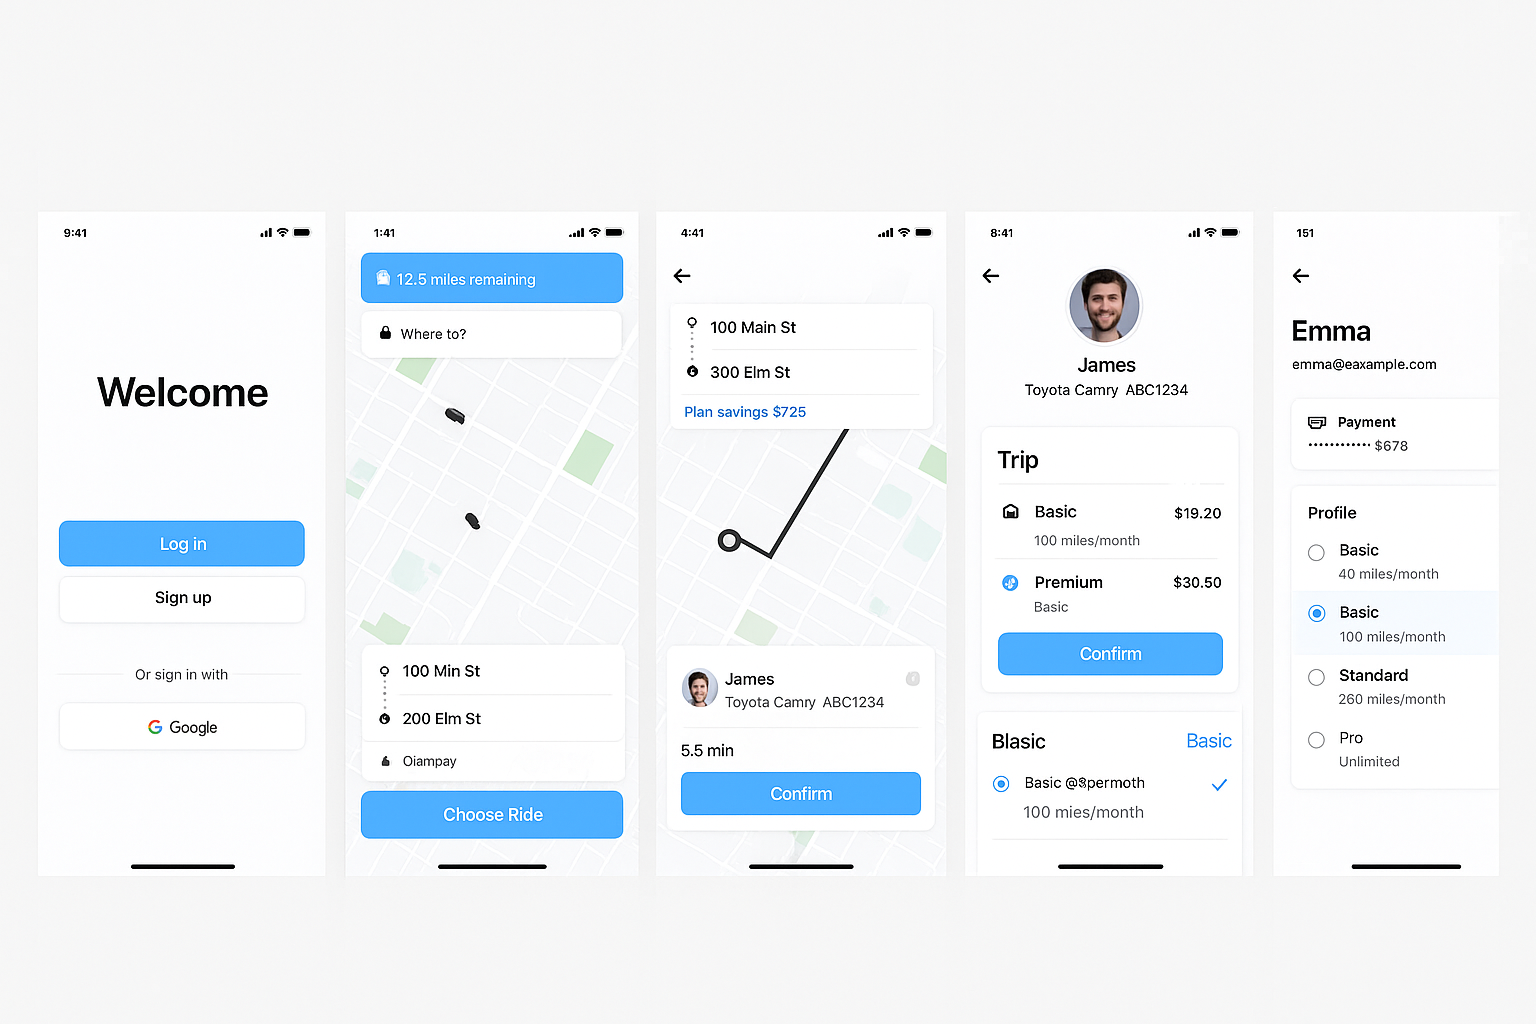 9:41
Welcome
Log in
Sign up
Or sign in with
Google
1:41
12.5 miles remaining
Where to?
100 Min St
200 Elm St
Oiampay
Choose Ride
4:41
100 Main St
300 Elm St
Plan savings $725
James
Toyota Camry ABC1234
5.5 min
Confirm
8:41
James
Toyota Camry ABC1234
Trip
Basic $19.20
100 miles/month
Premium $30.50
Basic
Confirm
Blasic Basic
Basic
100 mies/month
151
Emma
emma@eaxample.com
Payment
············ $678
Profile
Basic
40 miles/month
Basic
100 miles/month
Standard
260 miles/month
Pro
Unlimited